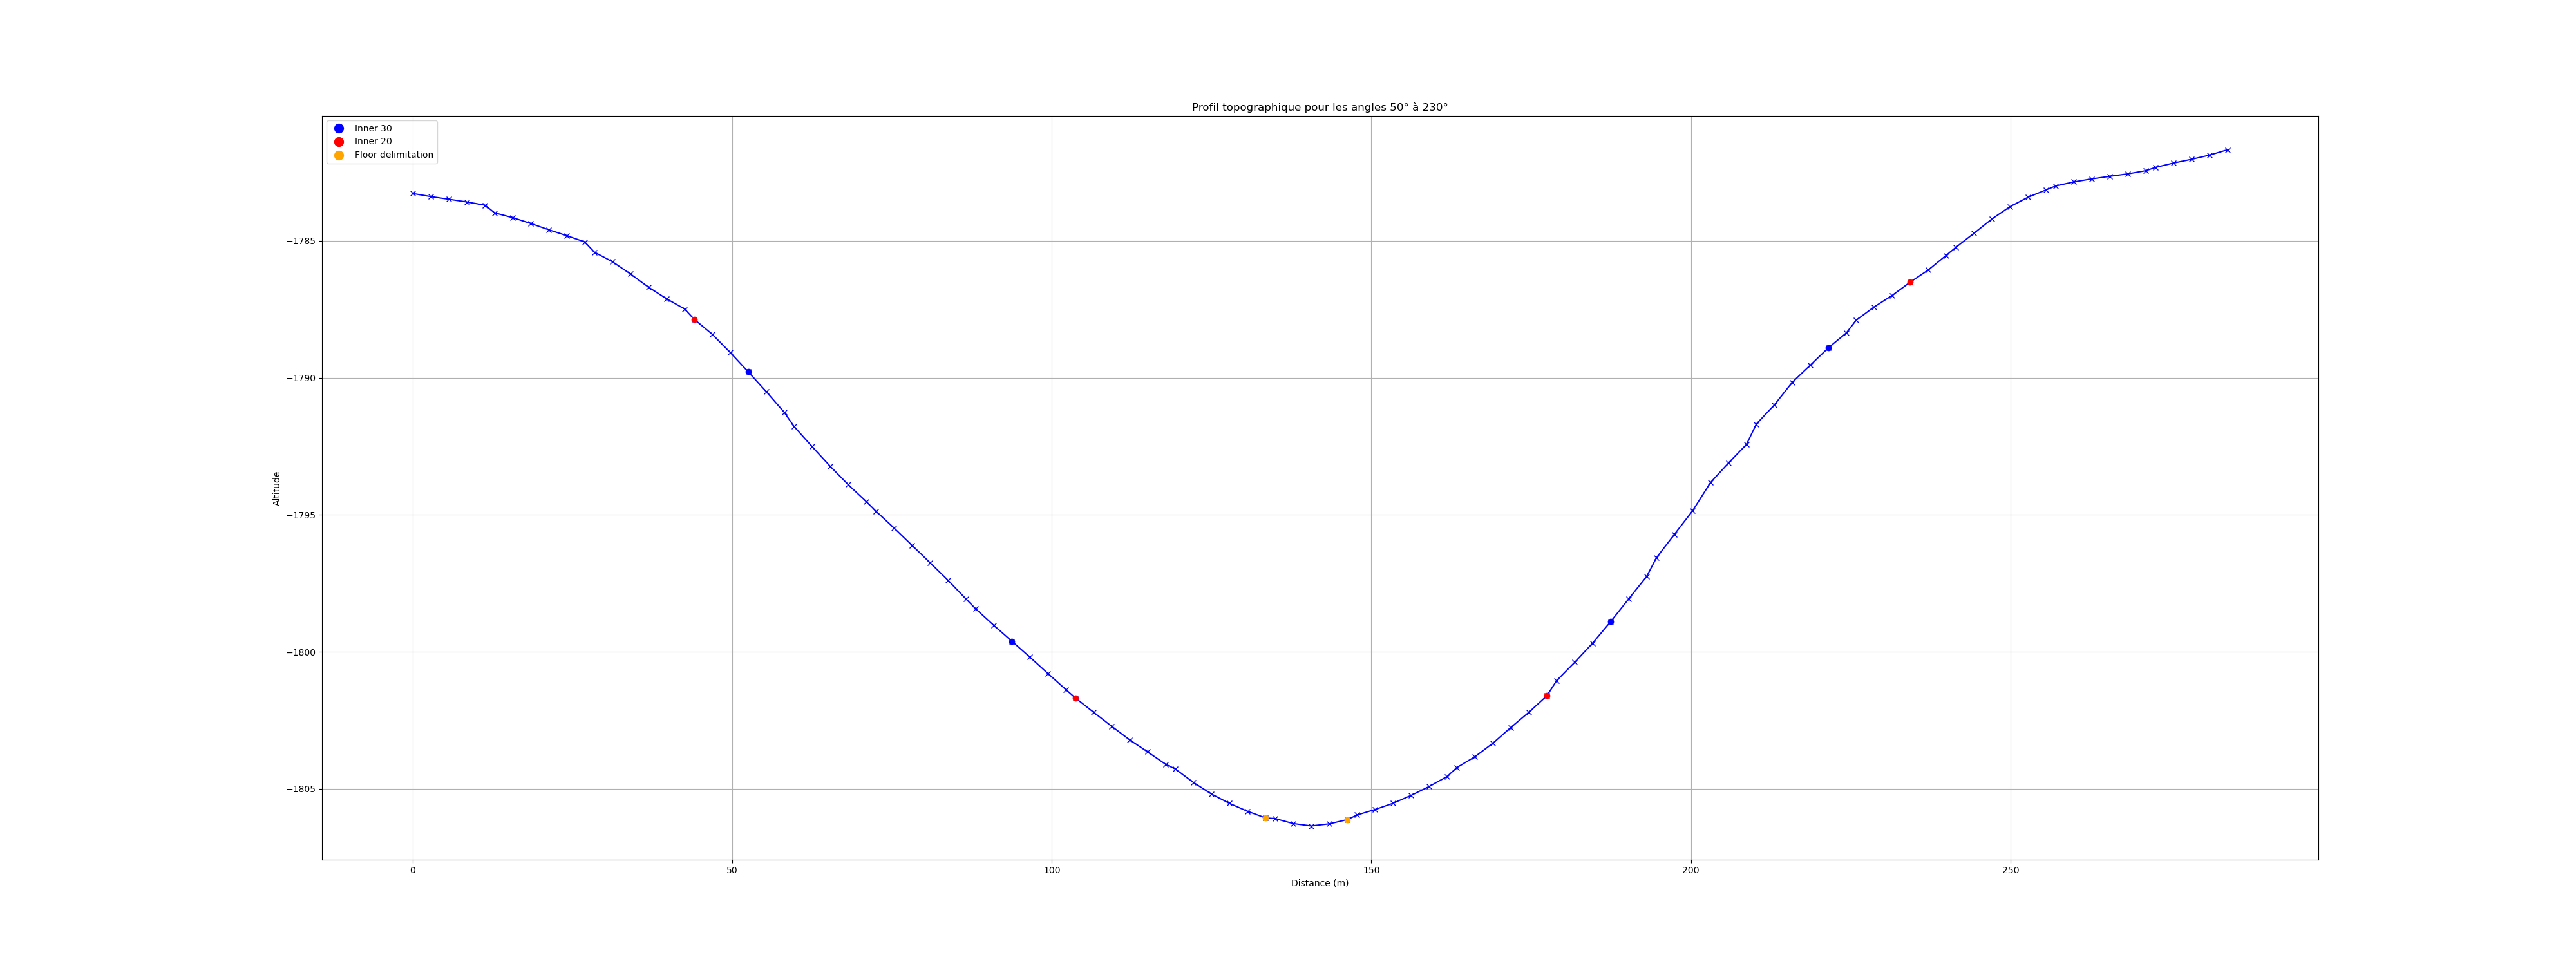 Profil topographique pour les angles 50° à 230°
Inner 30
Inner 20
Floor delimitation
Altitude
−1785
−1790
−1795
−1800
−1805
0 50 100 150 200 250
Distance (m)